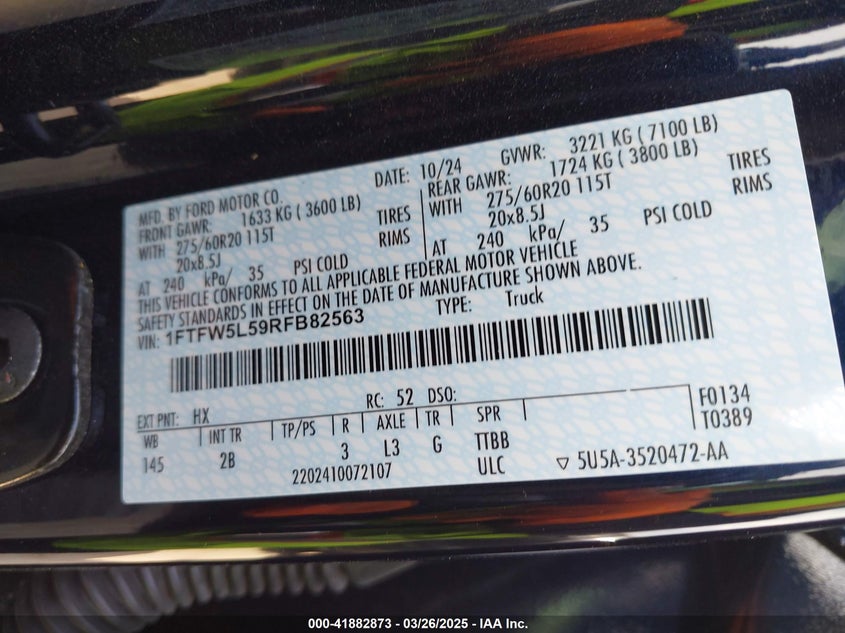 MFD. BY FORD MOTOR CO.
DATE: 10/24 GVWR: 3221 KG ( 7100 LB)
FRONT GAWR: 1633 KG ( 3600 LB)
REAR GAWR: 1724 KG ( 3800 LB)
WITH 275/60R20 115T TIRES
WITH 275/60R20 115T TIRES
20x8.5J RIMS
20x8.5J RIMS
AT 240 kPa/ 35 PSI COLD
AT 240 kPa/ 35 PSI COLD
THIS VEHICLE CONFORMS TO ALL APPLICABLE FEDERAL MOTOR VEHICLE
SAFETY STANDARDS IN EFFECT ON THE DATE OF MANUFACTURE SHOWN ABOVE.
VIN: 1FTFW5L59RFB82563 TYPE: Truck
EXT PNT: HX RC: 52 DSO:
WB INT TR TP/PS R AXLE TR SPR F0134
145 2B 3 L3 G TTBB T0389
2202410072107 ULC ▽ 5U5A-3520472-AA
000-41882873 - 03/26/2025 - IAA Inc.